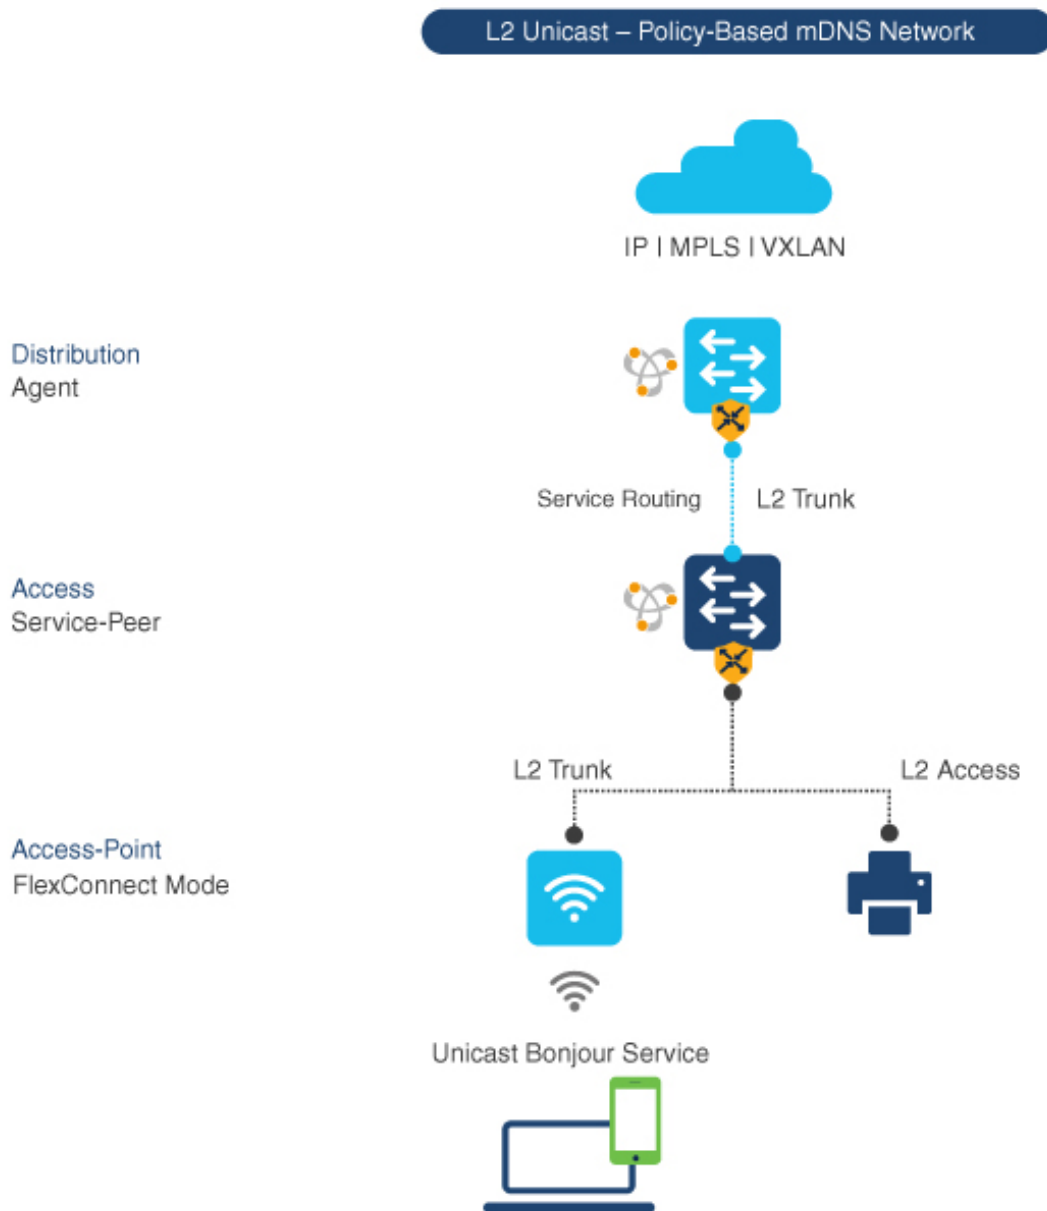 L2 Unicast – Policy-Based mDNS Network
IP | MPLS | VXLAN
Distribution
Agent
Service Routing
L2 Trunk
Access
Service-Peer
L2 Trunk
L2 Access
Access-Point
FlexConnect Mode
Unicast Bonjour Service